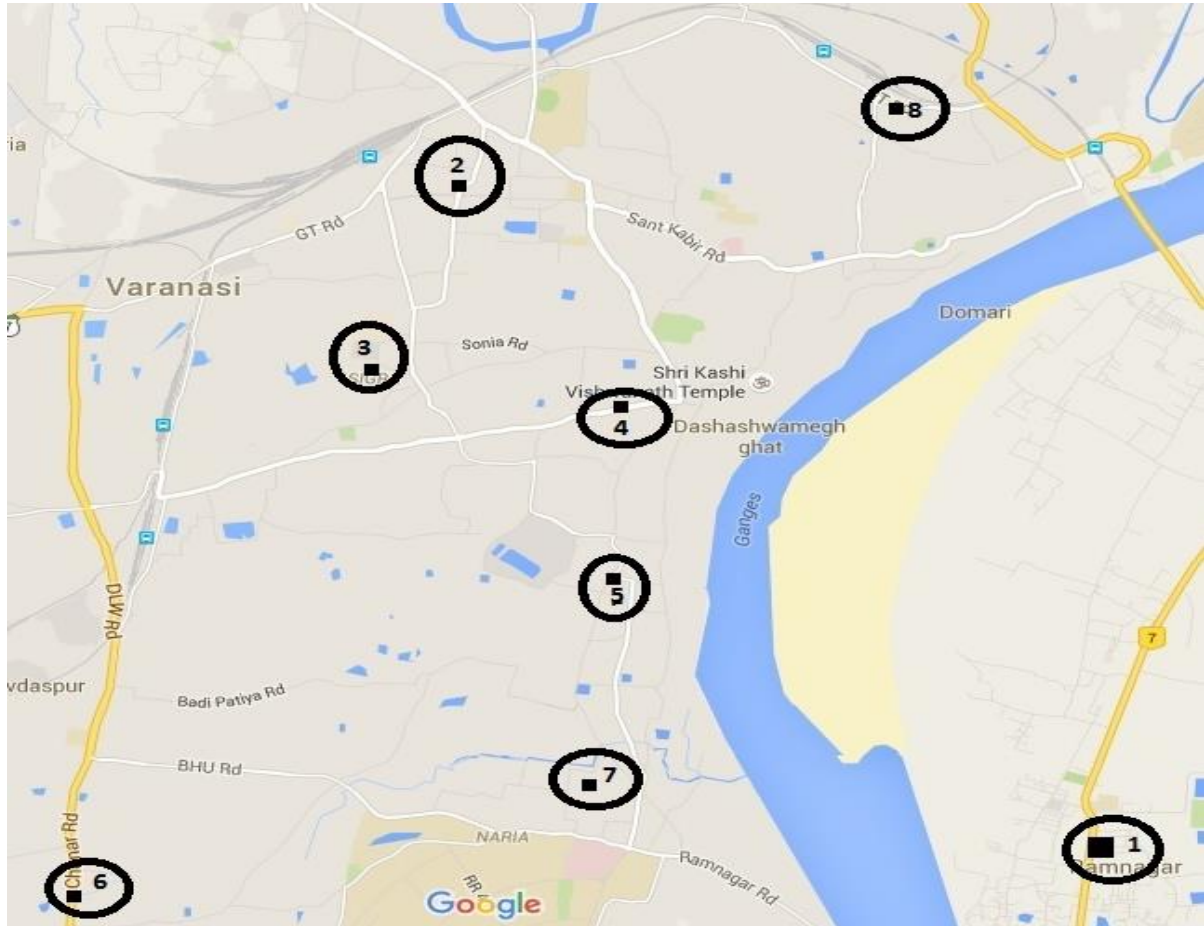 ria
8
2
GT Rd
Sant Kabir Rd
Varanasi
Domari
3
Sonia Rd
7
Shri Kashi
Temple
4
Dashashwamegh
ghat
Ganges
5
DLW Rd
7
vdaspur
Badi Patiya Rd
BHU Rd
7
NARIA
Ramnagar Rd
1
Ramnagar
6
Google